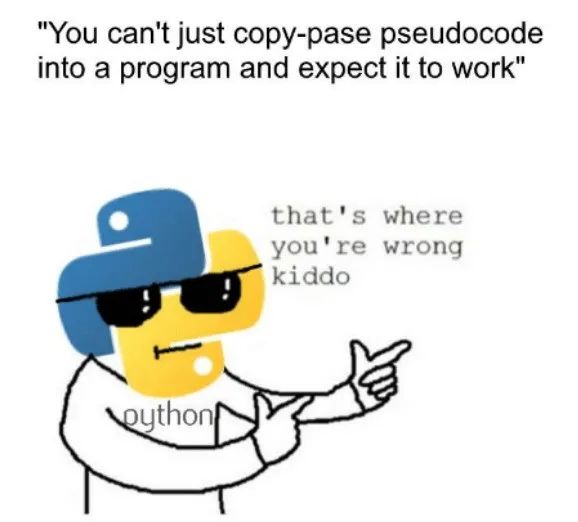 "You can't just copy-pase pseudocode
into a program and expect it to work"
that's where
you're wrong
kiddo
python